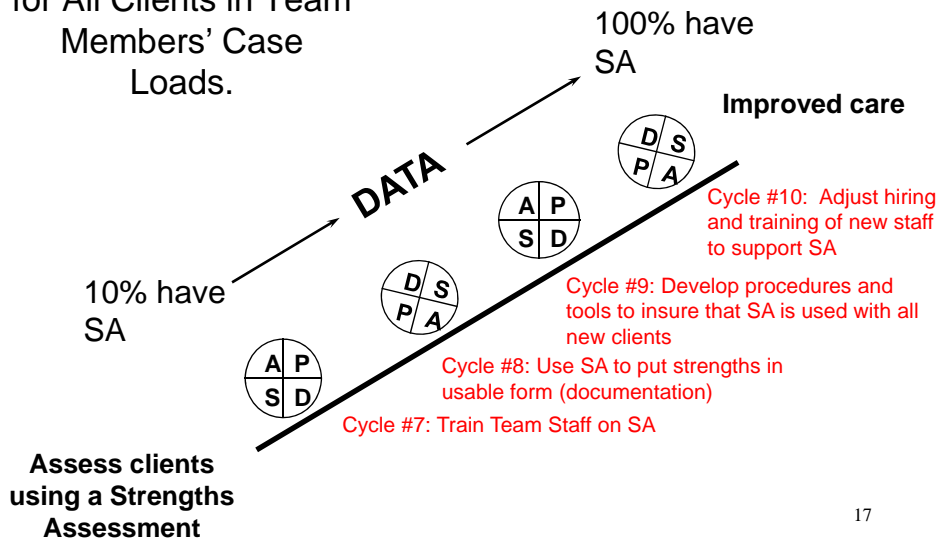 for All Clients in Team
Members' Case
Loads.
100% have
SA
Improved care
DATA
10% have
SA
D S
P A
A P
S D
D S
P A
A P
S D
Cycle #10: Adjust hiring
and training of new staff
to support SA
Cycle #9: Develop procedures and
tools to insure that SA is used with all
new clients
Cycle #8: Use SA to put strengths in
usable form (documentation)
Cycle #7: Train Team Staff on SA
Assess clients
using a Strengths
Assessment
17